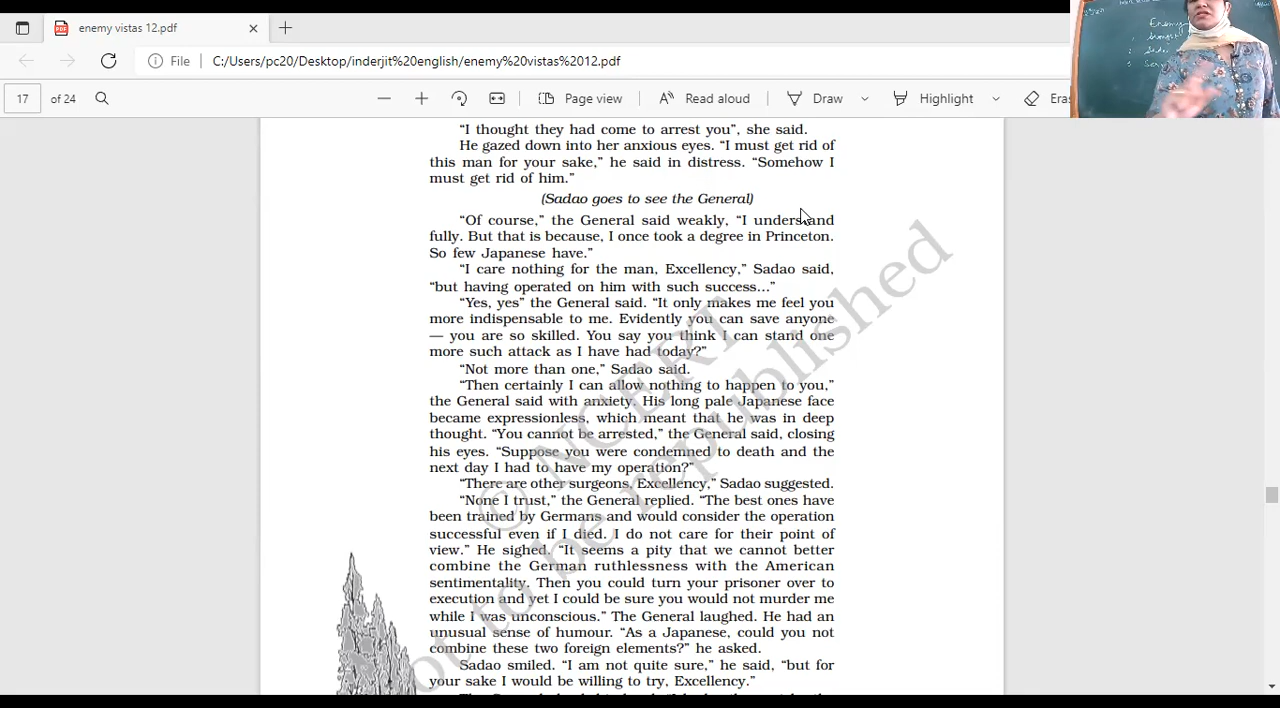 enemy vistas 12.pdf
File C:/Users/pc20/Desktop/inderjit%20english/enemy%20vistas%2012.pdf
17 of 24 Page view Read aloud Draw Highlight Eras
Enemy
“I thought they had come to arrest you”, she said.
He gazed down into her anxious eyes. “I must get rid of
this man for your sake,” he said in distress. “Somehow I
must get rid of him.”
(Sadao goes to see the General)
“Of course,” the General said weakly, “I understand
fully. But that is because, I once took a degree in Princeton.
So few Japanese have.”
“I care nothing for the man, Excellency,” Sadao said,
“but having operated on him with such success...”
“Yes, yes” the General said. “It only makes me feel you
more indispensable to me. Evidently you can save anyone
— you are so skilled. You say you think I can stand one
more such attack as I have had today?”
“Not more than one,” Sadao said.
“Then certainly I can allow nothing to happen to you,”
the General said with anxiety. His long pale Japanese face
became expressionless, which meant that he was in deep
thought. “You cannot be arrested,” the General said, closing
his eyes. “Suppose you were condemned to death and the
next day I had to have my operation?”
“There are other surgeons, Excellency,” Sadao suggested.
“None I trust,” the General replied. “The best ones have
been trained by Germans and would consider the operation
successful even if I died. I do not care for their point of
view.” He sighed. “It seems a pity that we cannot better
combine the German ruthlessness with the American
sentimentality. Then you could turn your prisoner over to
execution and yet I could be sure you would not murder me
while I was unconscious.” The General laughed. He had an
unusual sense of humour. “As a Japanese, could you not
combine these two foreign elements?” he asked.
Sadao smiled. “I am not quite sure,” he said, “but for
your sake I would be willing to try, Excellency.”
© NCERT
not to be republished